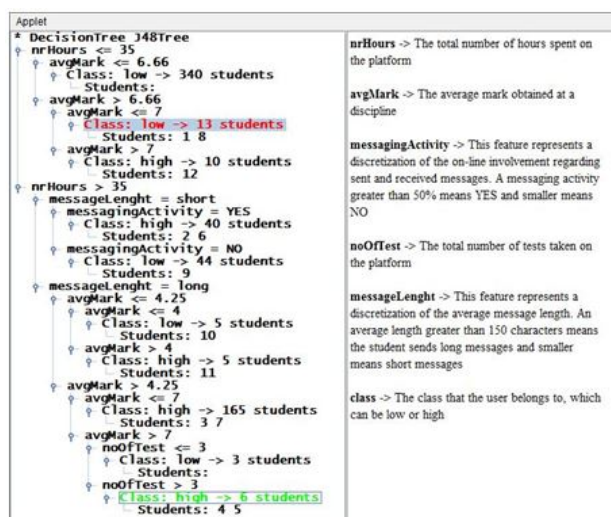 Applet
* DecisionTree J48Tree
nrHours <= 35
avgMark <= 6.66
Class: low -> 340 students
Students:
avgMark > 6.66
avgMark <= 7
Class: low -> 13 students
Students: 1 8
avgMark > 7
Class: high -> 10 students
Students: 12
nrHours > 35
messageLenght = short
messagingActivity = YES
Class: high -> 40 students
Students: 2 6
messagingActivity = NO
Class: low -> 44 students
Students: 9
messageLenght = long
avgMark <= 4.25
avgMark <= 4
Class: low -> 5 students
Students: 10
avgMark > 4
Class: high -> 5 students
Students: 11
avgMark > 4.25
avgMark <= 7
Class: high -> 165 students
Students: 3 7
avgMark > 7
noOfTest <= 3
Class: low -> 3 students
Students:
noOfTest > 3
Class: high -> 6 students
Students: 4 5
nrHours -> The total number of hours spent on
the platform
avgMark -> The average mark obtained at a
discipline
messagingActivity -> This feature represents a
discretization of the on-line involvement regarding
sent and received messages. A messaging activity
greater than 50% means YES and smaller means
NO
noOfTest -> The total number of tests taken on
the platform
messageLenght -> This feature represents a
discretization of the average message length. An
average length greater than 150 characters means
the student sends long messages and smaller
means short messages
class -> The class that the user belongs to, which
can be low or high